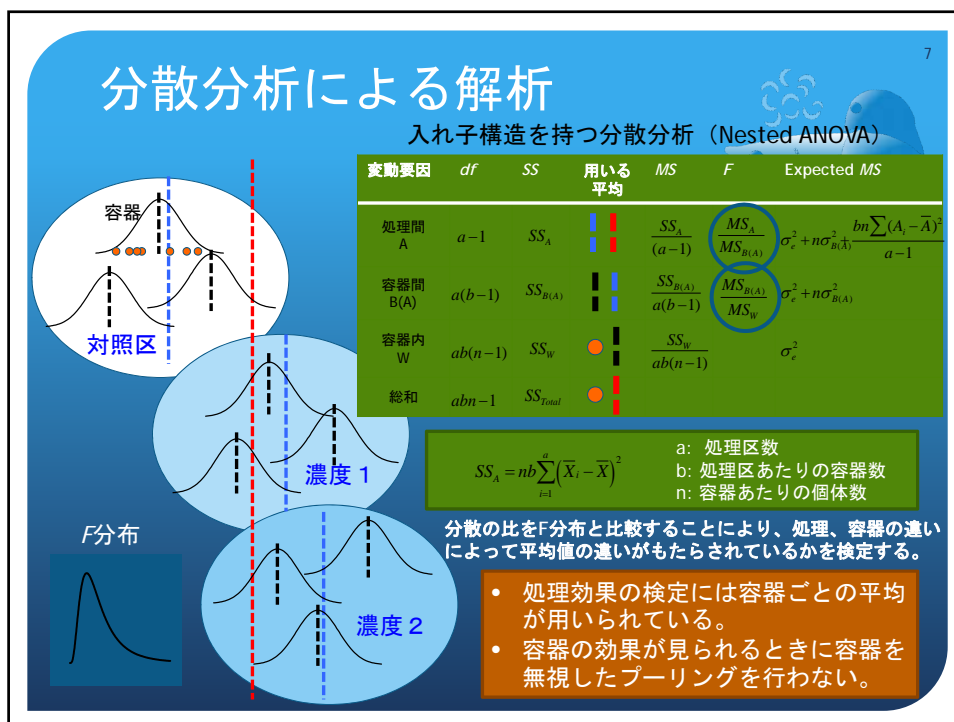 7
分散分析による解析
入れ子構造を持つ分散分析（Nested ANOVA）
変動要因 df SS 用いる平均 MS F Expected MS
処理間 A a−1 SS_A SS_A/(a−1) MS_A/MS_{B(A)} σ_e^2+nσ_{B(A)}^2+bn∑(A_i−A̅)^2/(a−1)
容器間 B(A) a(b−1) SS_{B(A)} SS_{B(A)}/a(b−1) MS_{B(A)}/MS_W σ_e^2+nσ_{B(A)}^2
容器内 W ab(n−1) SS_W SS_W/ab(n−1) σ_e^2
総和 abn−1 SS_{Total}
容器
対照区
濃度１
濃度２
F分布
SS_A=nb∑_{i=1}^{a}(X̅_i−X̅)^2
a: 処理区数
b: 処理区あたりの容器数
n: 容器あたりの個体数
分散の比をF分布と比較することにより、処理、容器の違い
によって平均値の違いがもたらされているかを検定する。
• 処理効果の検定には容器ごとの平均
が用いられている。
• 容器の効果が見られるときに容器を
無視したプーリングを行わない。